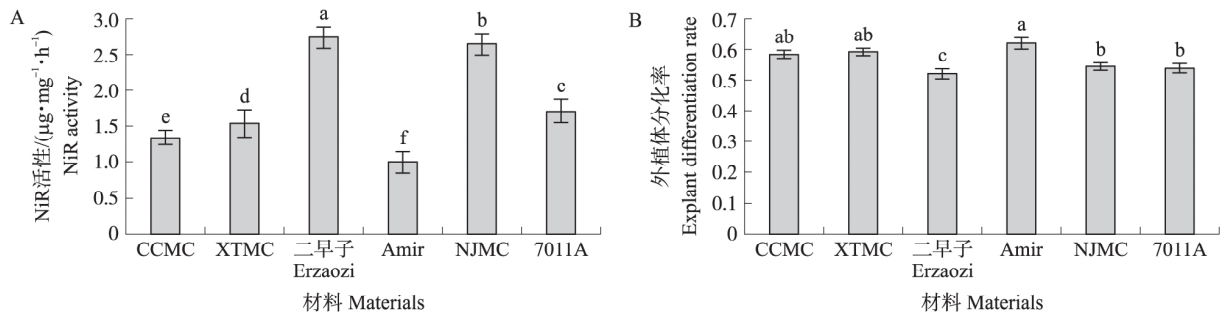 A
NiR活性/(μg•mg⁻¹•h⁻¹)
NiR activity
3.0
2.5
2.0
1.5
1.0
0.5
0
e
d
a
f
b
c
CCMC XTMC 二早子 Amir NJMC 7011A
Erzaozi
材料 Materials
B
外植体分化率
Explant differentiation rate
0.7
0.6
0.5
0.4
0.3
0.2
0.1
0
ab
ab
c
a
b
b
CCMC XTMC 二早子 Amir NJMC 7011A
Erzaozi
材料 Materials